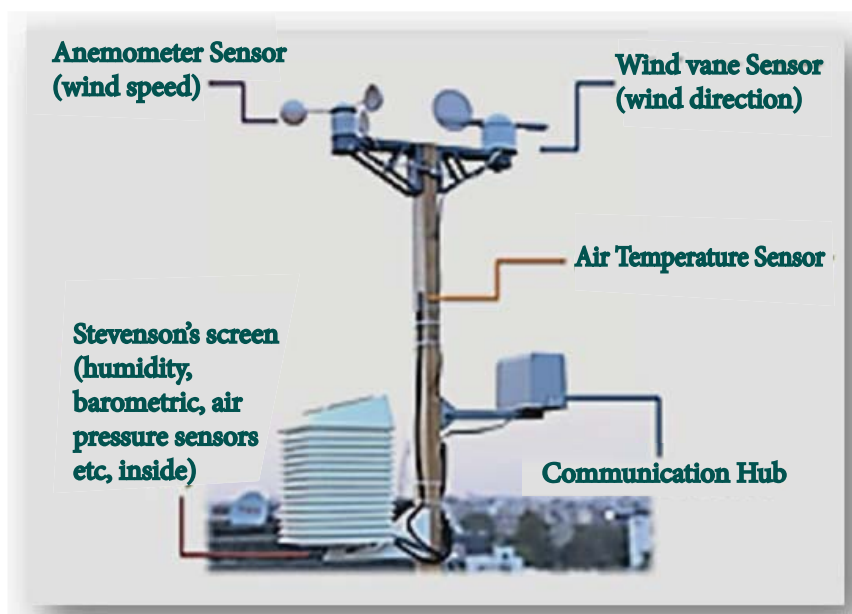 Anemometer Sensor
(wind speed)
Wind vane Sensor
(wind direction)
Air Temperature Sensor
Stevenson's screen
(humidity,
barometric, air
pressure sensors
etc, inside)
Communication Hub